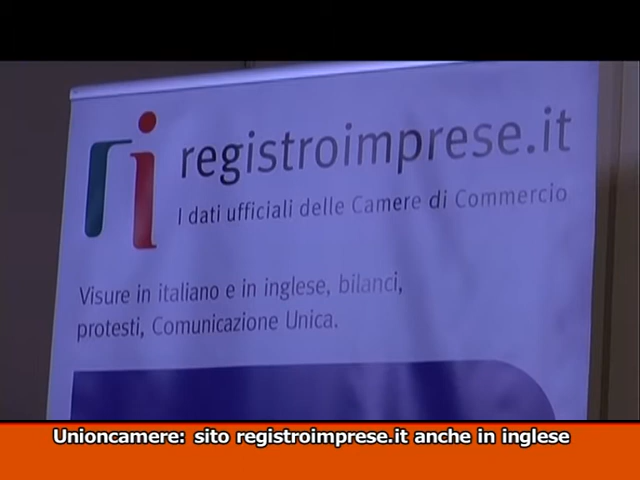 ri registroimprese.it
I dati ufficiali delle Camere di Commercio
Visure in italiano e in inglese, bilanci,
protesti, Comunicazione Unica.
Unioncamere: sito registroimprese.it anche in inglese